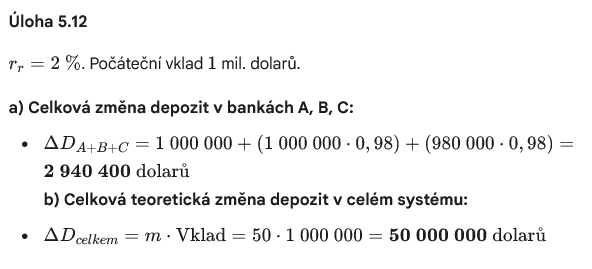 Úloha 5.12
r_r = 2 %. Počáteční vklad 1 mil. dolarů.
a) Celková změna depozit v bankách A, B, C:
• ΔD_{A+B+C} = 1 000 000 + (1 000 000 · 0, 98) + (980 000 · 0, 98) =
2 940 400 dolarů
b) Celková teoretická změna depozit v celém systému:
• ΔD_{celkem} = m · Vklad = 50 · 1 000 000 = 50 000 000 dolarů